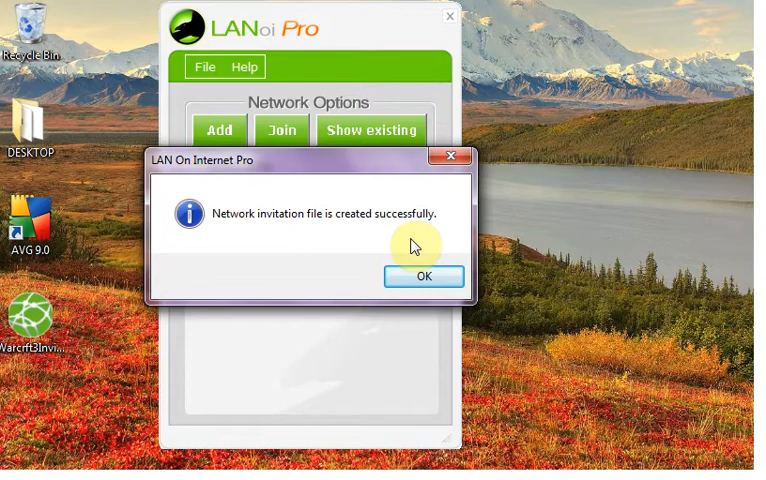 Recycle Bin
DESKTOP
AVG 9.0
Warcrft3Invi...
LANoi Pro
File Help
Network Options
Add Join Show existing
LAN On Internet Pro
Network invitation file is created successfully.
OK